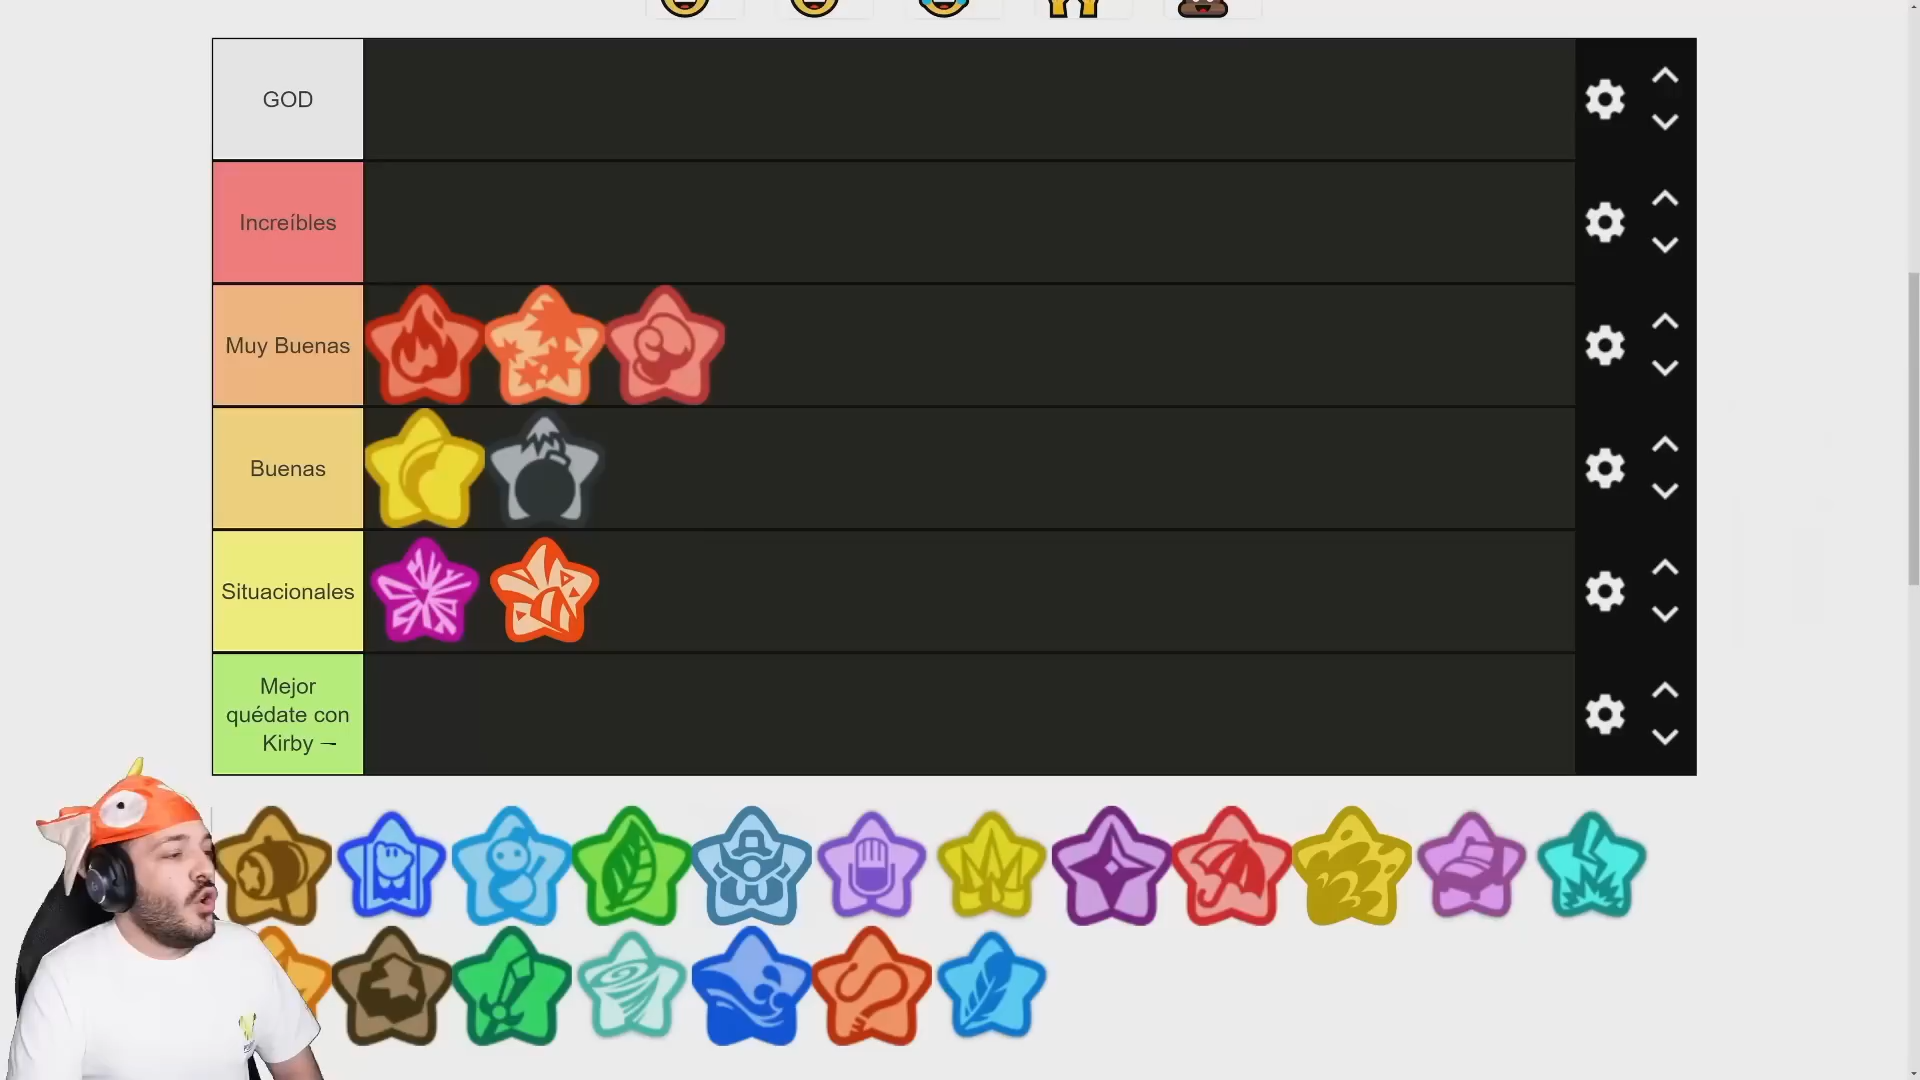 GOD
Increíbles
Muy Buenas
Buenas
Situacionales
Mejor
quédate con
Kirby –